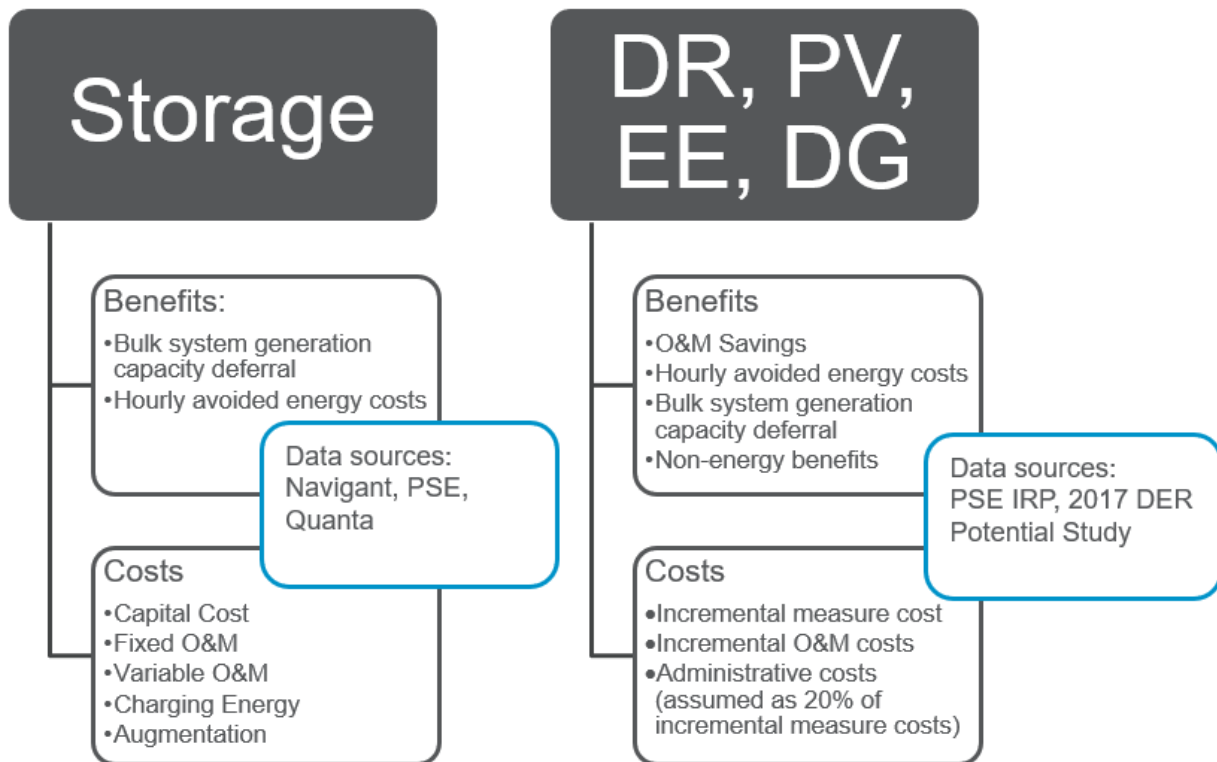 Storage
Benefits:
•Bulk system generation
capacity deferral
•Hourly avoided energy costs
Data sources:
Navigant, PSE,
Quanta
Costs
•Capital Cost
•Fixed O&M
•Variable O&M
•Charging Energy
•Augmentation
DR, PV,
EE, DG
Benefits
•O&M Savings
•Hourly avoided energy costs
•Bulk system generation
capacity deferral
•Non-energy benefits
Data sources:
PSE IRP, 2017 DER
Potential Study
Costs
•Incremental measure cost
•Incremental O&M costs
•Administrative costs
(assumed as 20% of
incremental measure costs)